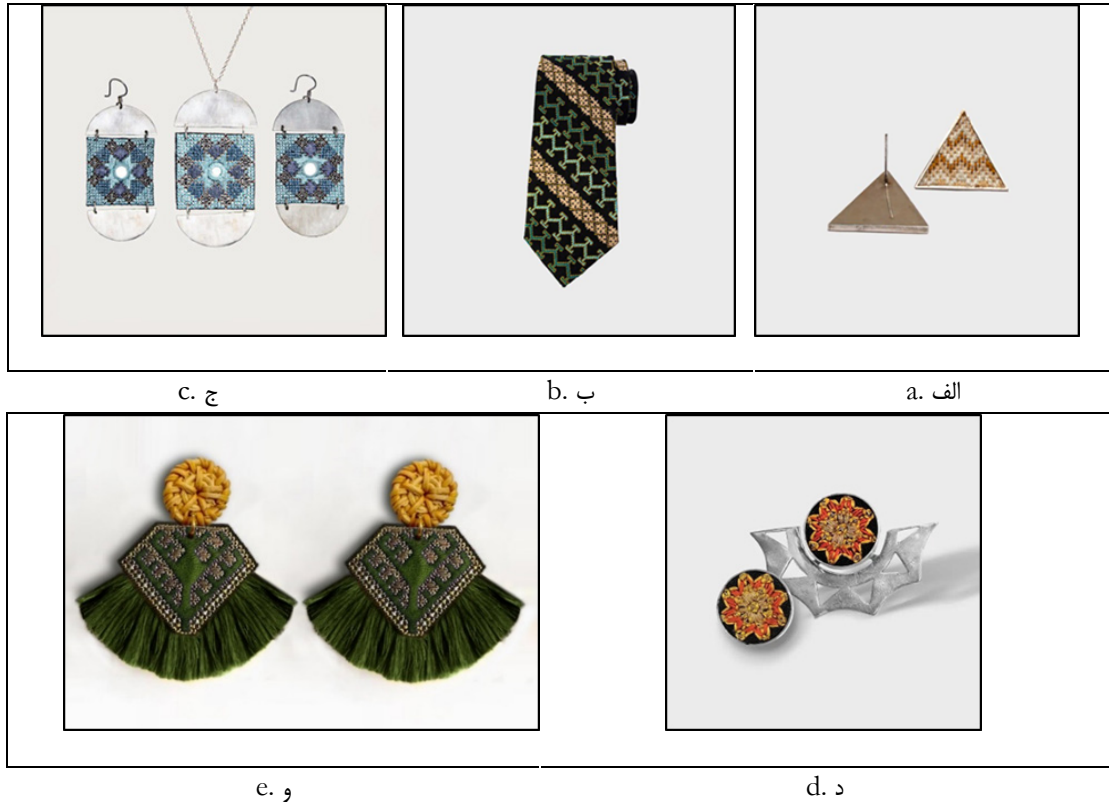 الف .a
ب .b
ج .c
د .d
و .e